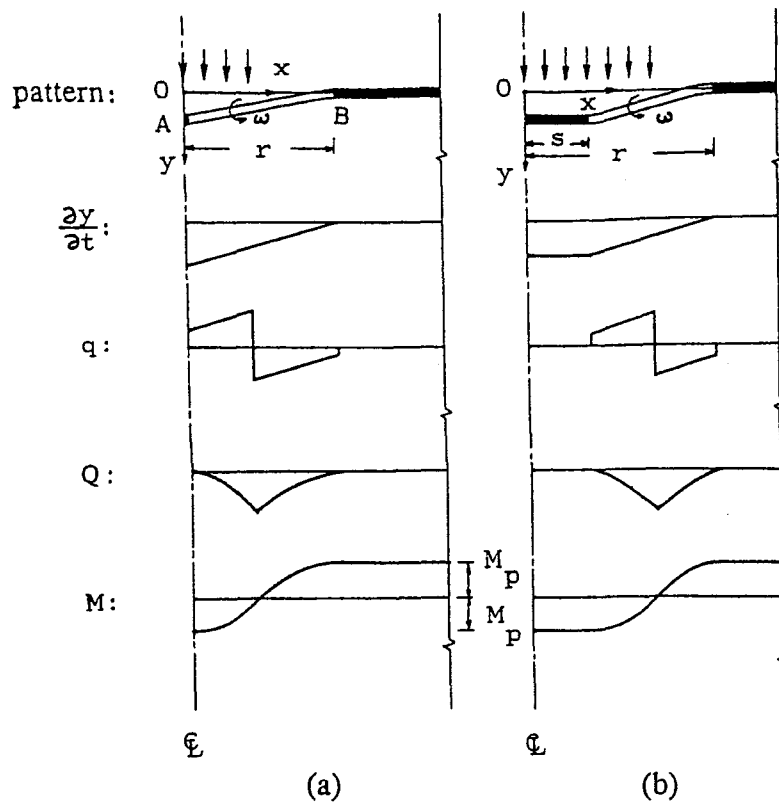 pattern:
O x
A ω B
y r
O
x ω
s
y r
∂y/∂t:
q:
Q:
M:
M_p
M_p
℄ ℄
(a) (b)